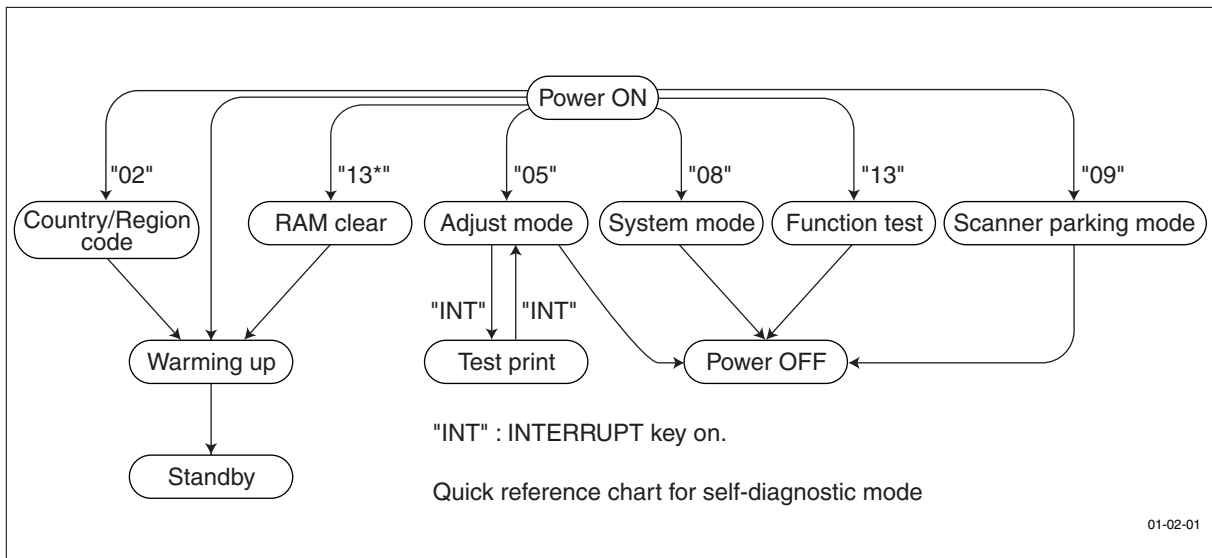 Power ON
"02"
"13*"
"05"
"08"
"13"
"09"
Country/Region
code
RAM clear
Adjust mode
System mode
Function test
Scanner parking mode
"INT"
"INT"
Warming up
Test print
Power OFF
"INT" : INTERRUPT key on.
Standby
Quick reference chart for self-diagnostic mode
01-02-01